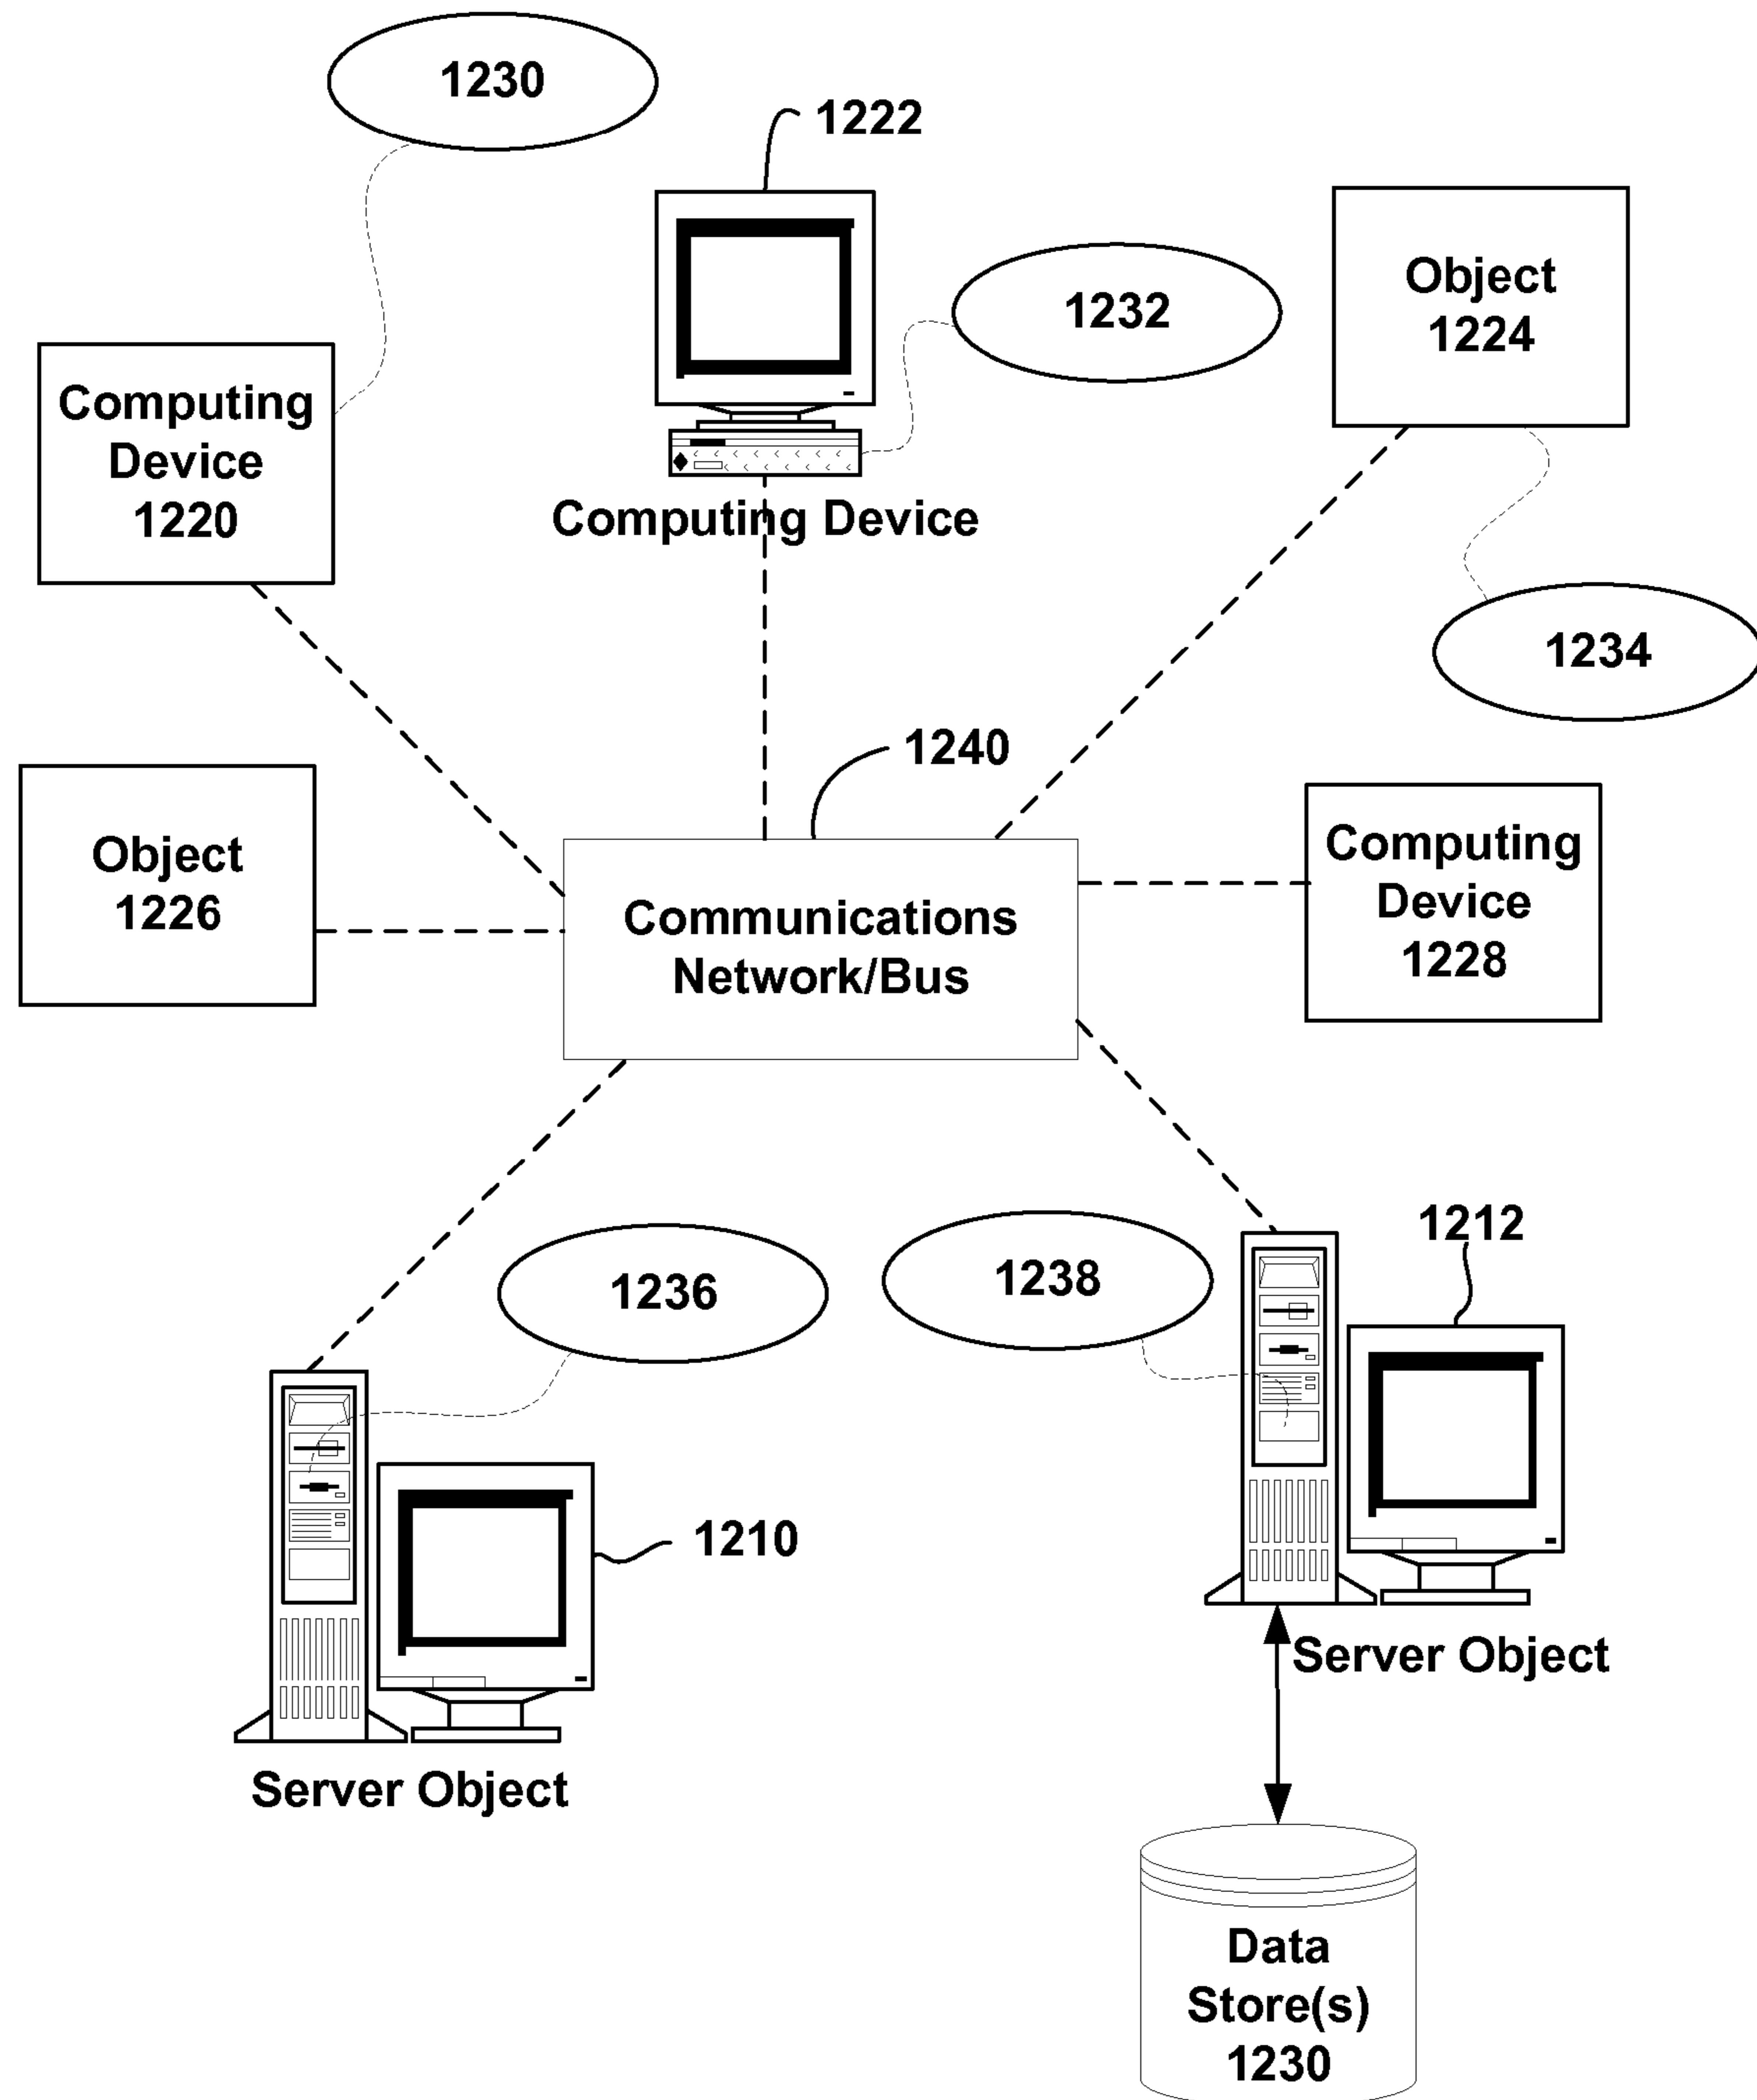 1230
1222
1232
Object
1224
Computing
Device
1220
Computing Device
1234
1240
Object
1226
Communications
Network/Bus
Computing
Device
1228
1236
1238
1212
1210
Server Object
Server Object
Data
Store(s)
1230